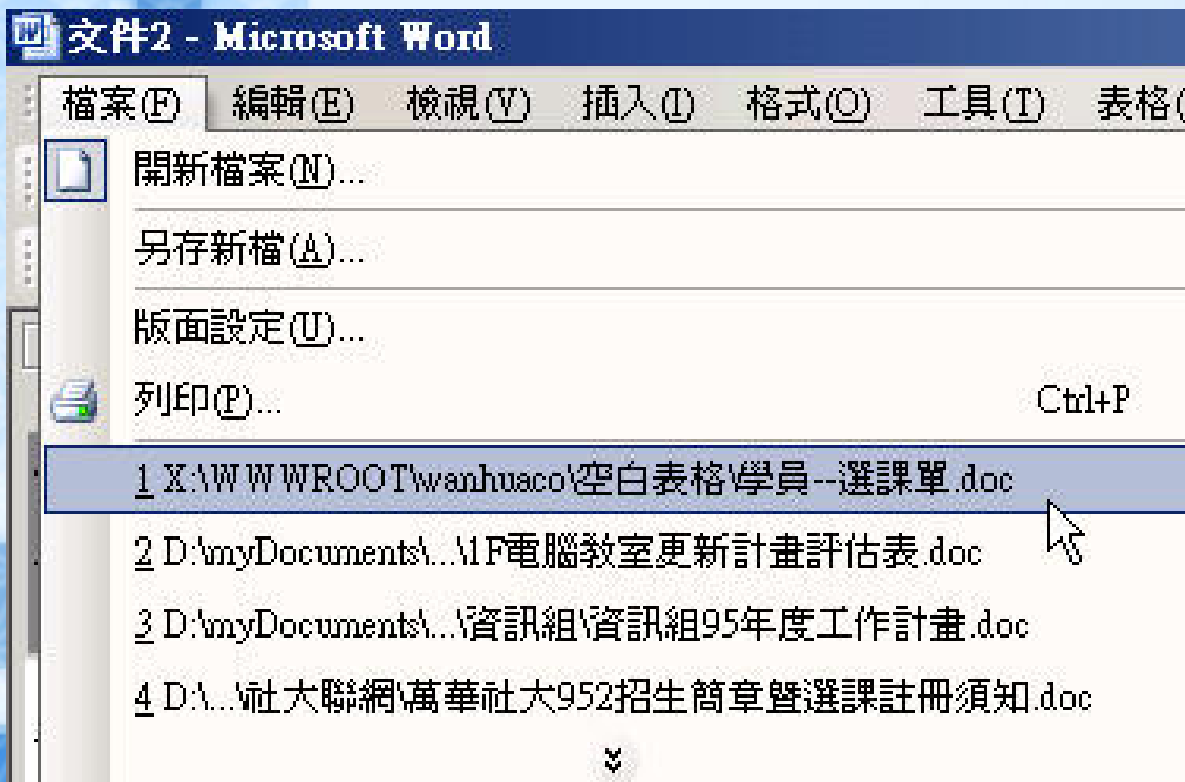 文件2 - Microsoft Word
檔案(F) 編輯(E) 檢視(V) 插入(I) 格式(O) 工具(T) 表格(
開新檔案(N)...
另存新檔(A)...
版面設定(U)...
列印(P)... Ctrl+P
1 X:\WWWROOT\wanhuaco\空白表格\學員--選課單.doc
2 D:\myDocuments\...\1F電腦教室更新計畫評估表.doc
3 D:\myDocuments\...\資訊組\資訊組95年度工作計畫.doc
4 D:\...\社大聯網\萬華社大952招生簡章暨選課註冊須知.doc